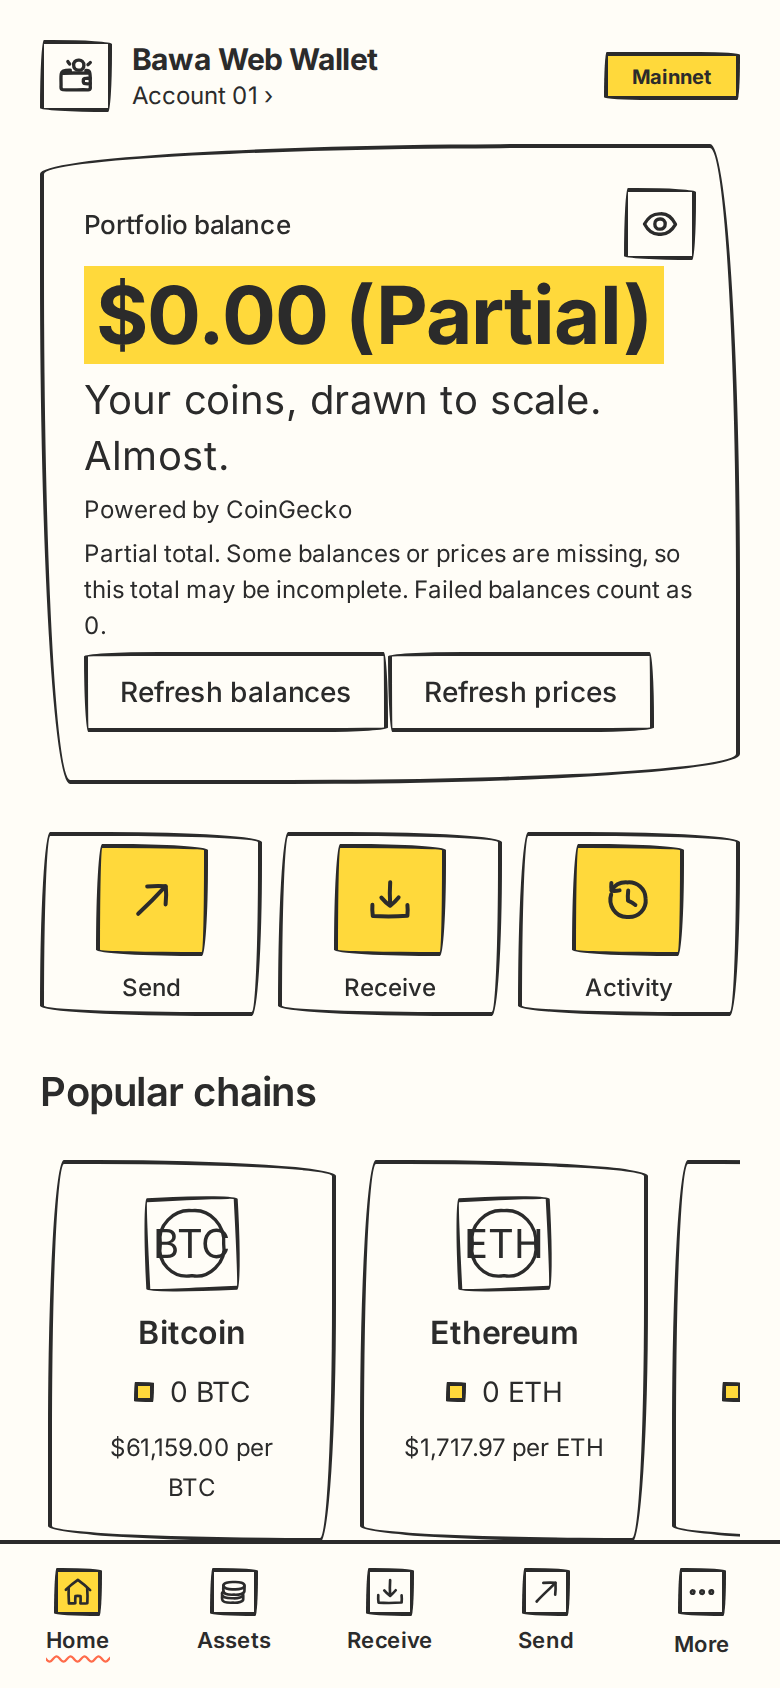 Bawa Web Wallet
Account 01 ›
Mainnet
Portfolio balance
$0.00 (Partial)
Your coins, drawn to scale.
Almost.
Powered by CoinGecko
Partial total. Some balances or prices are missing, so
this total may be incomplete. Failed balances count as
0.
Refresh balances
Refresh prices
Send
Receive
Activity
Popular chains
BTC
Bitcoin
0 BTC
$61,159.00 per
BTC
ETH
Ethereum
0 ETH
$1,717.97 per ETH
Home
Assets
Receive
Send
More